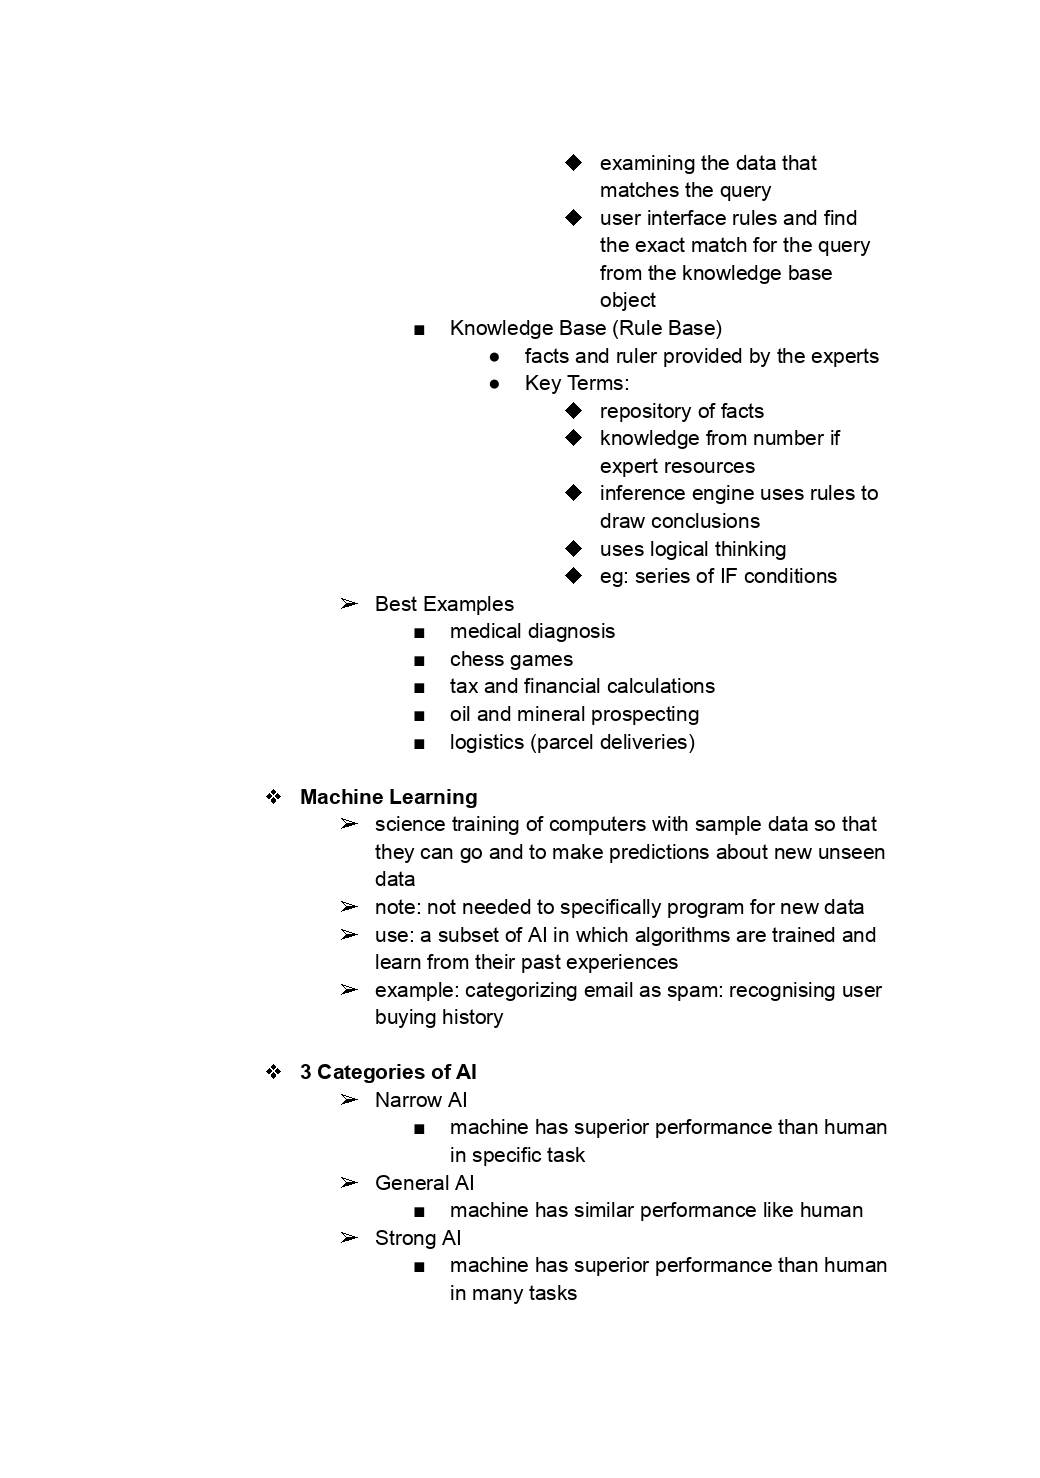 ◆ examining the data that
matches the query
◆ user interface rules and find
the exact match for the query
from the knowledge base
object
■ Knowledge Base (Rule Base)
● facts and ruler provided by the experts
● Key Terms:
◆ repository of facts
◆ knowledge from number if
expert resources
◆ inference engine uses rules to
draw conclusions
◆ uses logical thinking
◆ eg: series of IF conditions
➢ Best Examples
■ medical diagnosis
■ chess games
■ tax and financial calculations
■ oil and mineral prospecting
■ logistics (parcel deliveries)
❖ Machine Learning
➢ science training of computers with sample data so that
they can go and to make predictions about new unseen
data
➢ note: not needed to specifically program for new data
➢ use: a subset of AI in which algorithms are trained and
learn from their past experiences
➢ example: categorizing email as spam: recognising user
buying history
❖ 3 Categories of AI
➢ Narrow AI
■ machine has superior performance than human
in specific task
➢ General AI
■ machine has similar performance like human
➢ Strong AI
■ machine has superior performance than human
in many tasks